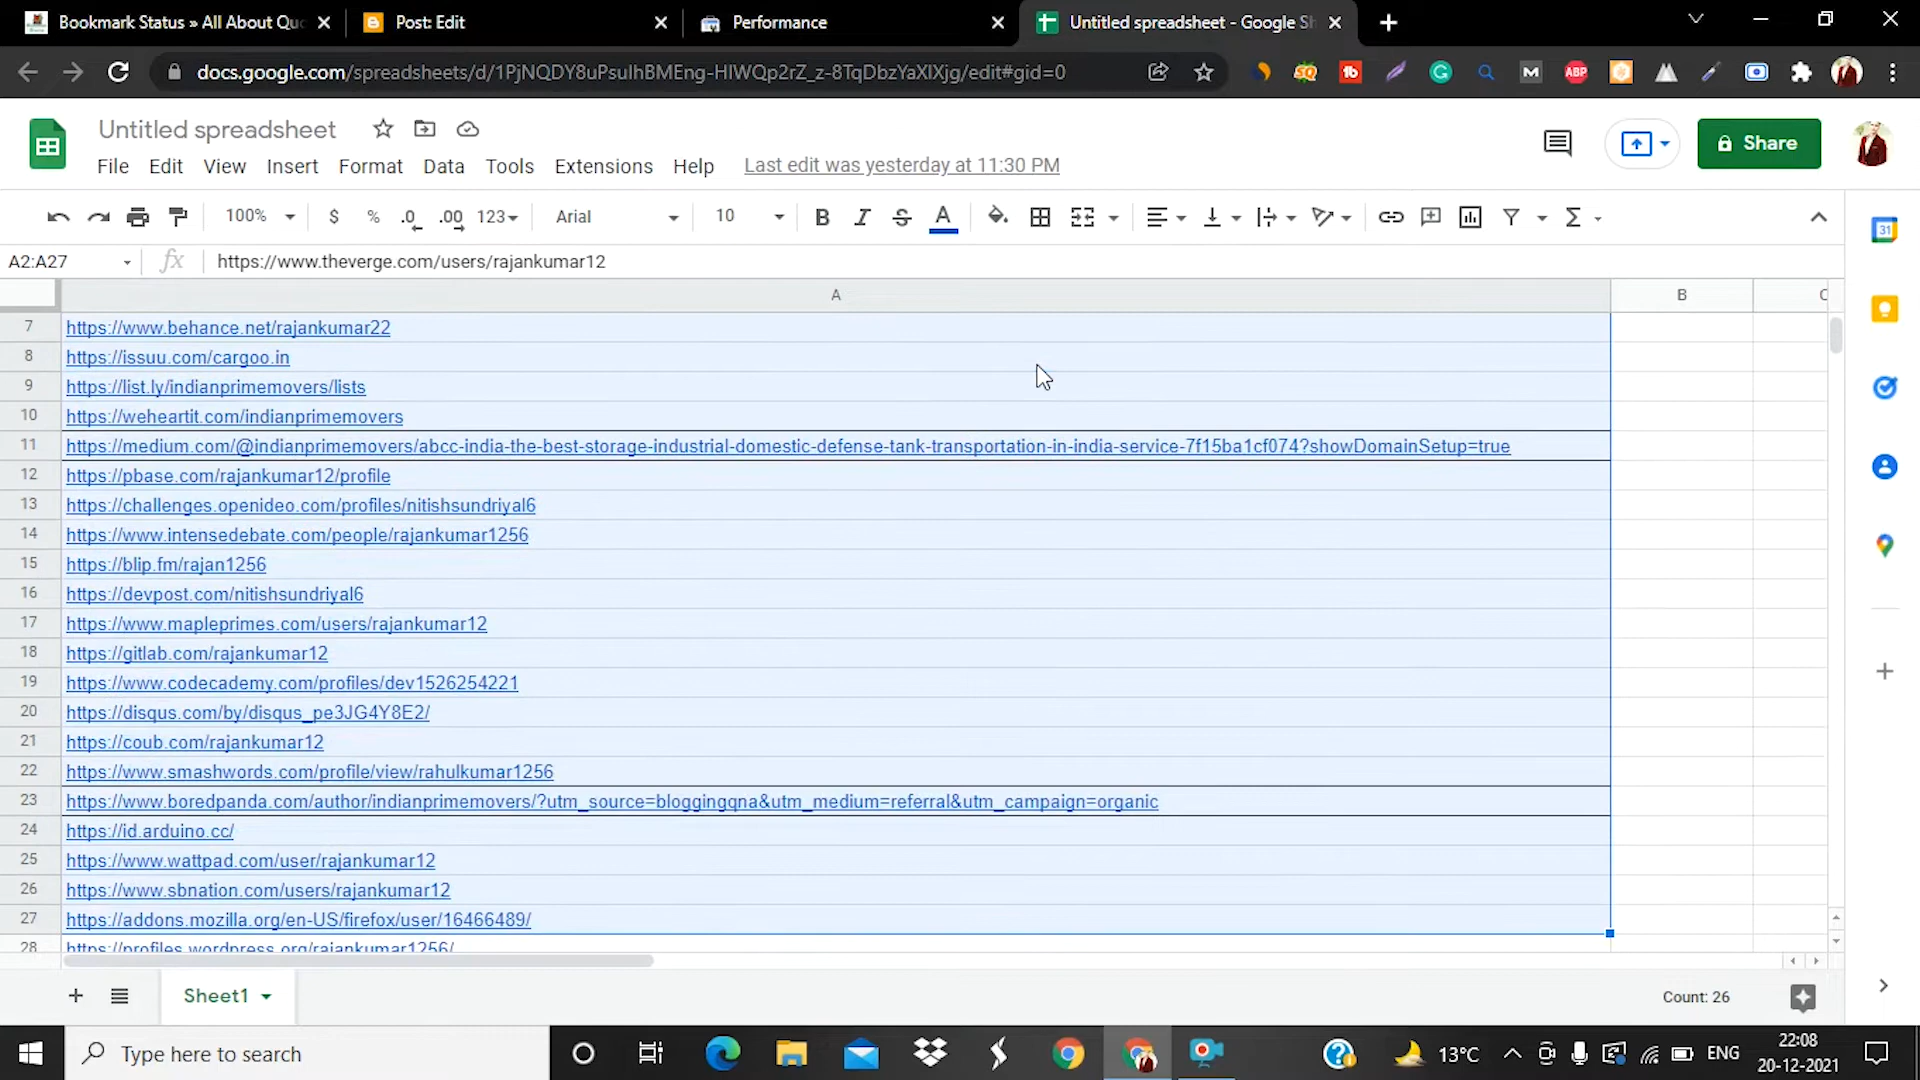 Bookmark Status » All About Quo
Post: Edit
Performance
Untitled spreadsheet - Google Sh
docs.google.com/spreadsheets/d/1PjNQDY8uPsuIhBMEng-HIWQp2rZ_z-8TqDbzYaXlXjg/edit#gid=0
Untitled spreadsheet
Share
File Edit View Insert Format Data Tools Extensions Help Last edit was yesterday at 11:30 PM
100% $ % .0 .00 123 Arial 10 B I S A
A2:A27 fx https://www.theverge.com/users/rajankumar12
A B C
7 https://www.behance.net/rajankumar22
8 https://issuu.com/cargoo.in
9 https://list.ly/indianprimemovers/lists
10 https://weheartit.com/indianprimemovers
11 https://medium.com/@indianprimemovers/abcc-india-the-best-storage-industrial-domestic-defense-tank-transportation-in-india-service-7f15ba1cf074?showDomainSetup=true
12 https://pbase.com/rajankumar12/profile
13 https://challenges.openideo.com/profiles/nitishsundriyal6
14 https://www.intensedebate.com/people/rajankumar1256
15 https://blip.fm/rajan1256
16 https://devpost.com/nitishsundriyal6
17 https://www.mapleprimes.com/users/rajankumar12
18 https://gitlab.com/rajankumar12
19 https://www.codecademy.com/profiles/dev1526254221
20 https://disqus.com/by/disqus_pe3JG4Y8E2/
21 https://coub.com/rajankumar12
22 https://www.smashwords.com/profile/view/rahulkumar1256
23 https://www.boredpanda.com/author/indianprimemovers/?utm_source=bloggingqna&utm_medium=referral&utm_campaign=organic
24 https://id.arduino.cc/
25 https://www.wattpad.com/user/rajankumar12
26 https://www.sbnation.com/users/rajankumar12
27 https://addons.mozilla.org/en-US/firefox/user/16466489/
28 https://profiles.wordpress.org/rajankumar1256/
Sheet1
Count: 26
Type here to search
13°C
ENG
22:08
20-12-2021